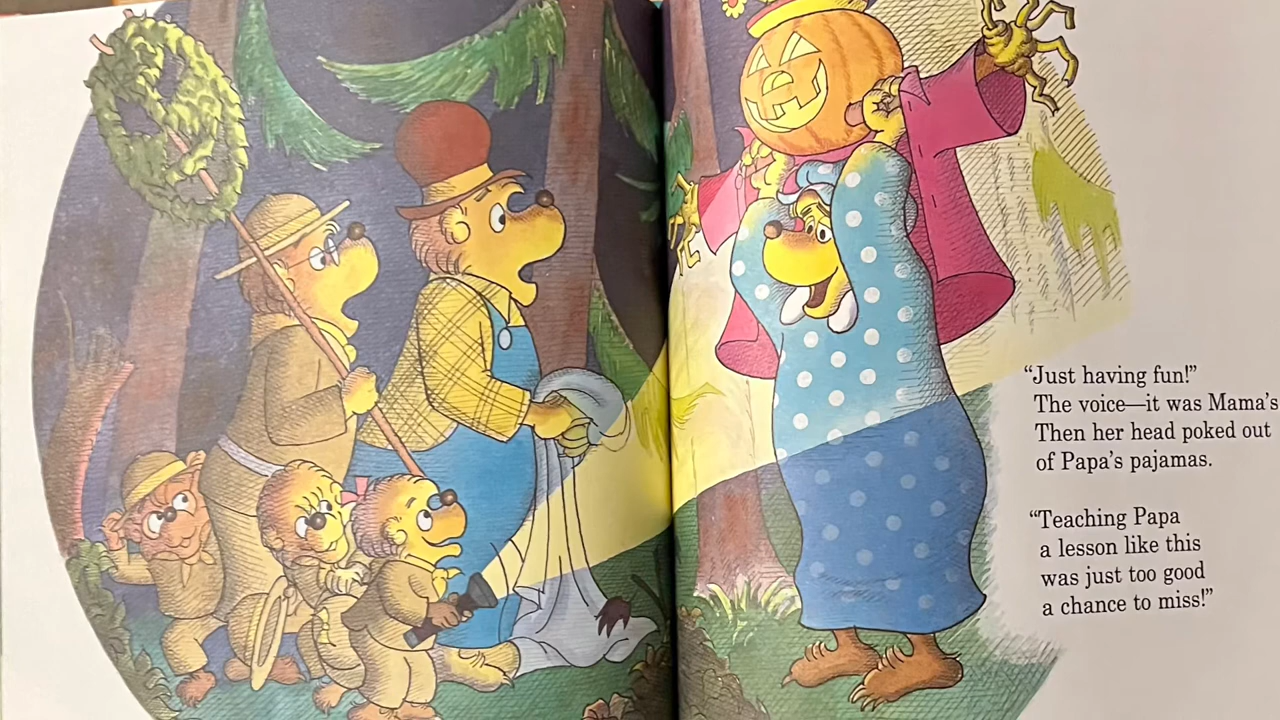 “Just having fun!”
The voice—it was Mama’s
Then her head poked out
of Papa’s pajamas.
“Teaching Papa
a lesson like this
was just too good
a chance to miss!”